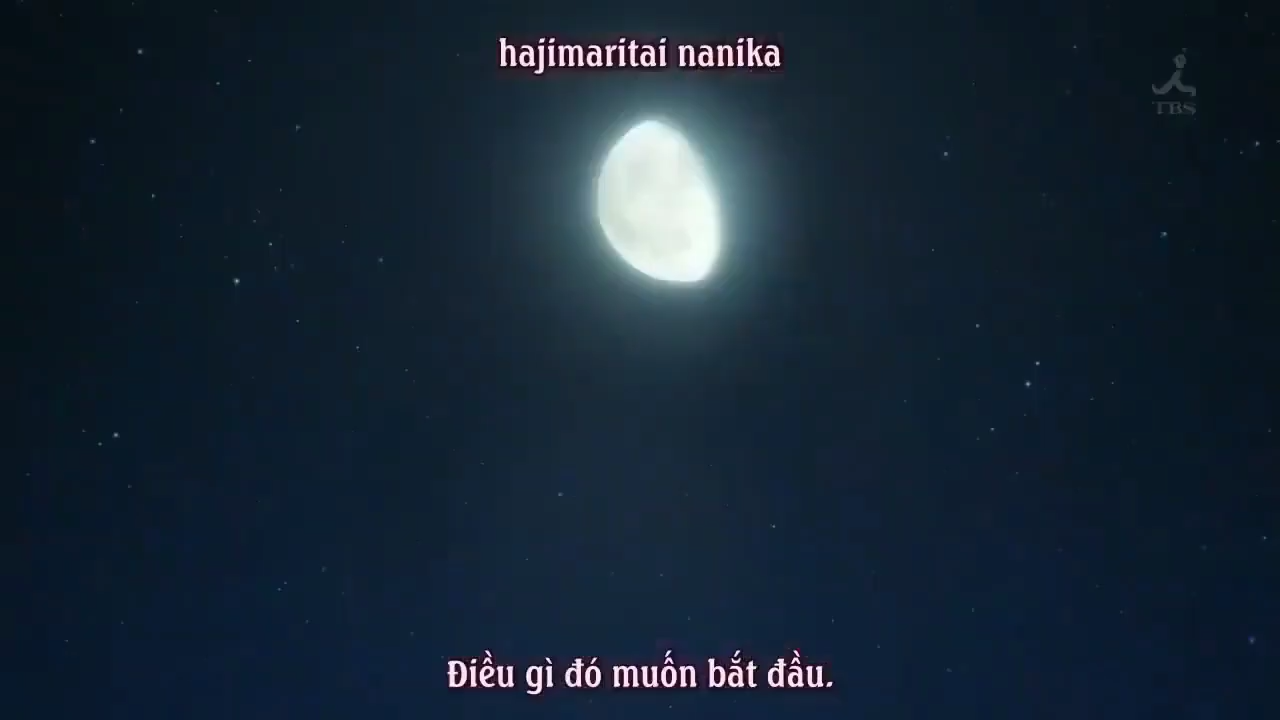 hajimaritai nanika
TBS
Điều gì đó muốn bắt đầu.